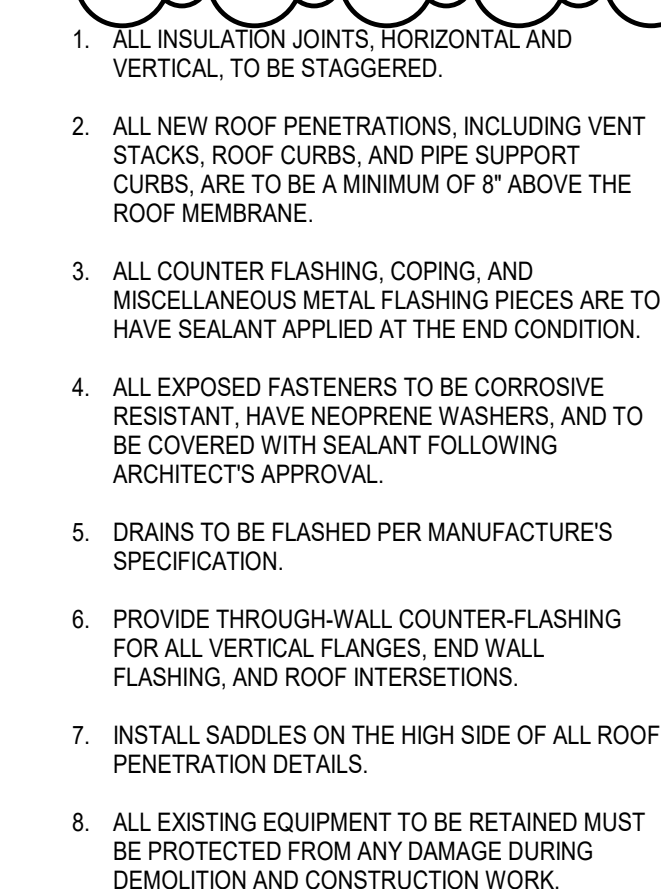 1. ALL INSULATION JOINTS, HORIZONTAL AND
VERTICAL, TO BE STAGGERED.
2. ALL NEW ROOF PENETRATIONS, INCLUDING VENT
STACKS, ROOF CURBS, AND PIPE SUPPORT
CURBS, ARE TO BE A MINIMUM OF 8" ABOVE THE
ROOF MEMBRANE.
3. ALL COUNTER FLASHING, COPING, AND
MISCELLANEOUS METAL FLASHING PIECES ARE TO
HAVE SEALANT APPLIED AT THE END CONDITION.
4. ALL EXPOSED FASTENERS TO BE CORROSIVE
RESISTANT, HAVE NEOPRENE WASHERS, AND TO
BE COVERED WITH SEALANT FOLLOWING
ARCHITECT'S APPROVAL.
5. DRAINS TO BE FLASHED PER MANUFACTURE'S
SPECIFICATION.
6. PROVIDE THROUGH-WALL COUNTER-FLASHING
FOR ALL VERTICAL FLANGES, END WALL
FLASHING, AND ROOF INTERSETIONS.
7. INSTALL SADDLES ON THE HIGH SIDE OF ALL ROOF
PENETRATION DETAILS.
8. ALL EXISTING EQUIPMENT TO BE RETAINED MUST
BE PROTECTED FROM ANY DAMAGE DURING
DEMOLITION AND CONSTRUCTION WORK.